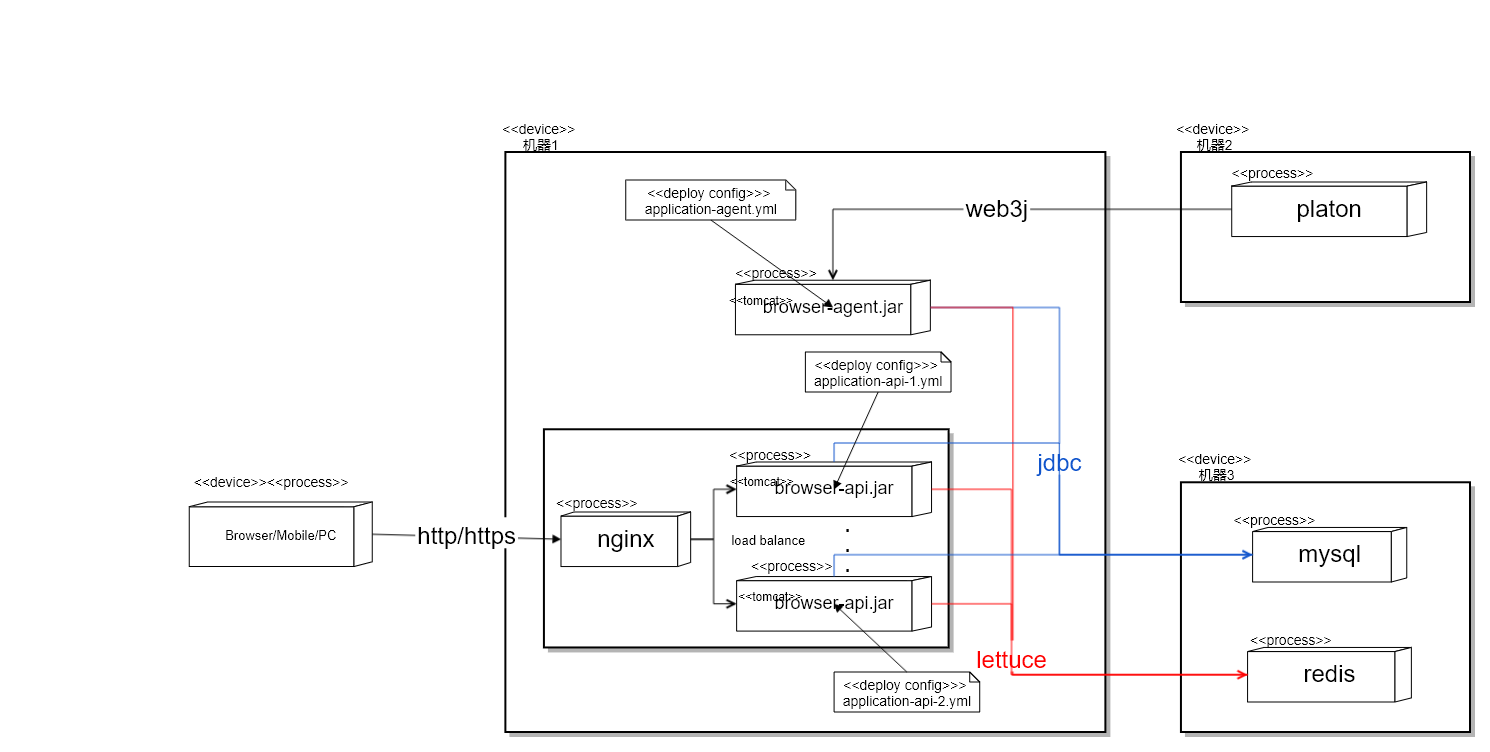 <<device>>
机器1
<<device>>
机器2
<<process>>
platon
<<deploy config>>>
application-agent.yml
web3j
<<process>>
<<tomcat>>
browser-agent.jar
<<deploy config>>>
application-api-1.yml
<<process>>
<<tomcat>>
browser-api.jar
jdbc
<<device>>
机器3
<<device>><<process>>
Browser/Mobile/PC
http/https
<<process>>
nginx
load balance
<<process>>
<<tomcat>>
browser-api.jar
<<process>>
mysql
lettuce
<<process>>
redis
<<deploy config>>>
application-api-2.yml